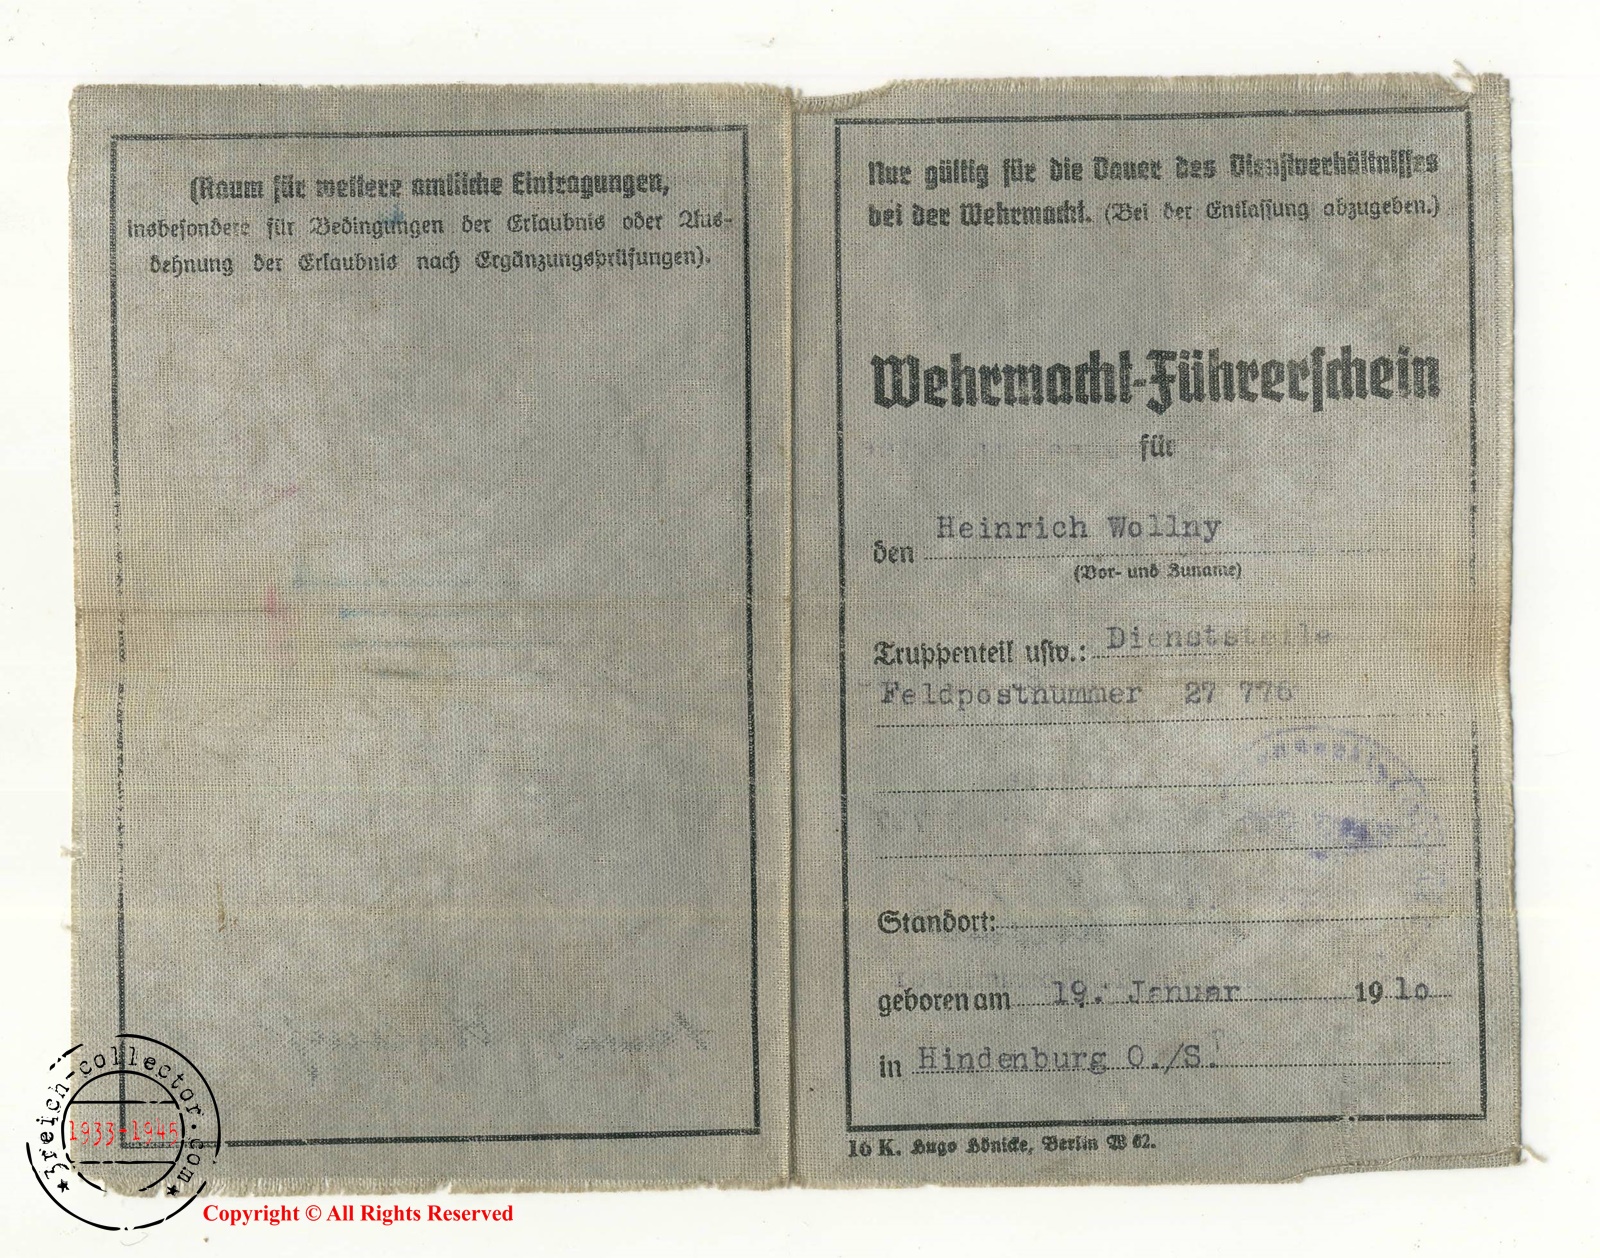 (Raum für weitere amtliche Eintragungen,
insbesondere für Bedingungen der Erlaubnis oder Aus-
dehnung der Erlaubnis nach Ergänzungsprüfungen).
Nur gültig für die Dauer des Dienstverhältnisses
bei der Wehrmacht. (Bei der Entlassung abzugeben.)
Wehrmacht-Führerschein
für
den Heinrich Wollny
(Vor- und Zuname)
Truppenteil usw.: Dienststelle
Feldpostnummer 27 776
Standort:
geboren am 19. Januar 1910
in Hindenburg O./S.
16 K. Hugo Hönicke, Berlin W 62.
3reich-collector.com
1933-1945
Copyright © All Rights Reserved